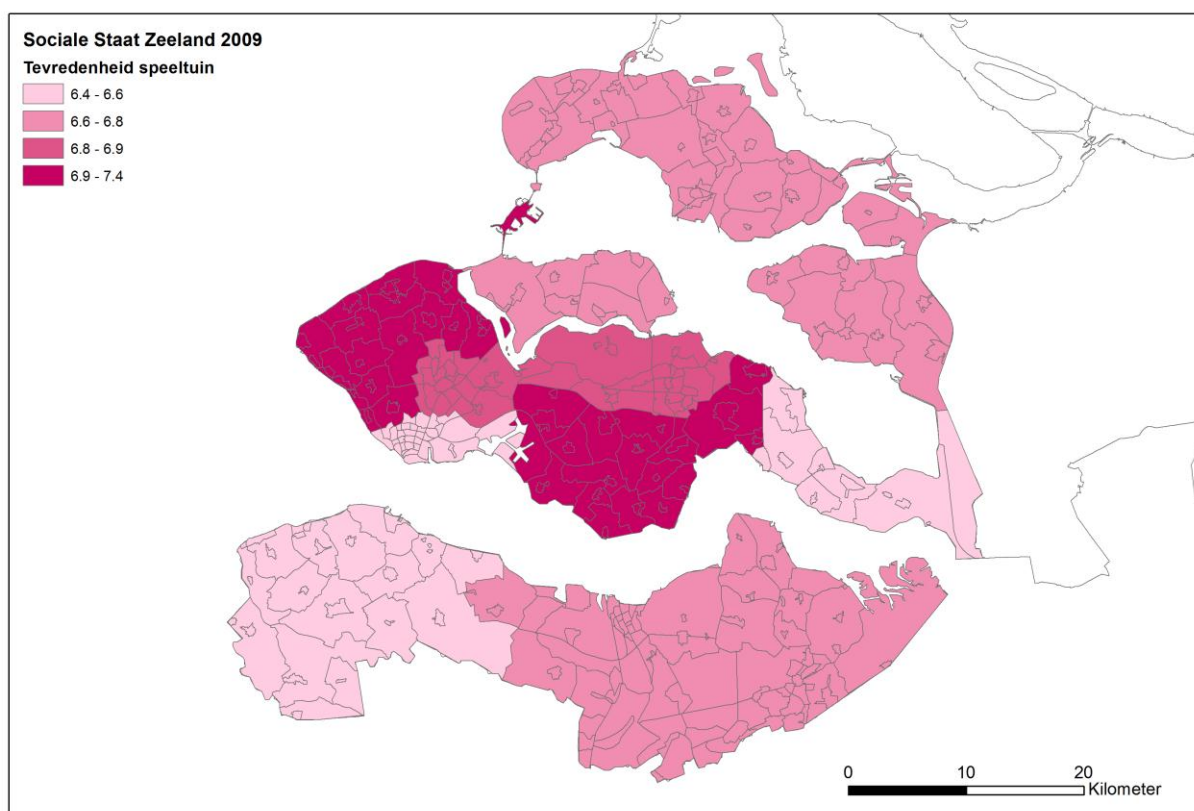 Sociale Staat Zeeland 2009
Tevredenheid speeltuin
6.4 - 6.6
6.6 - 6.8
6.8 - 6.9
6.9 - 7.4
0 10 20
Kilometer